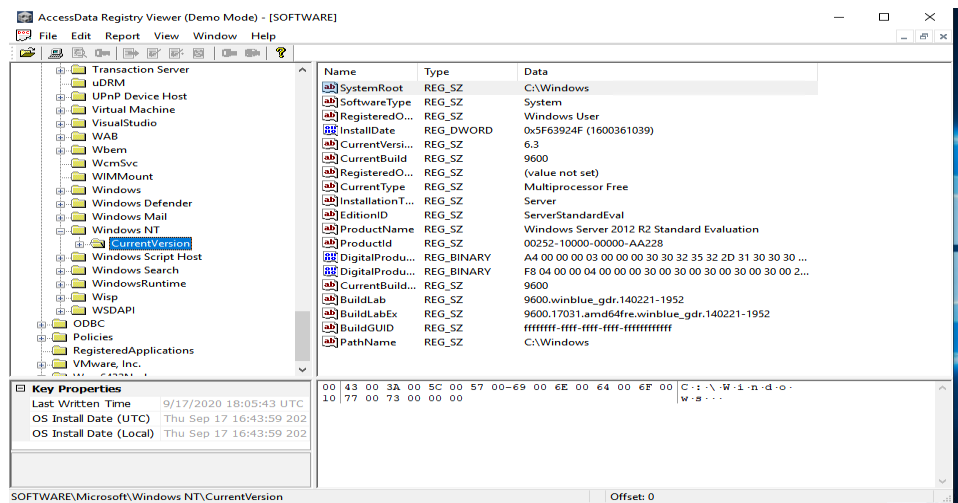 AccessData Registry Viewer (Demo Mode) - [SOFTWARE]
File Edit Report View Window Help
Transaction Server
uDRM
UPnP Device Host
Virtual Machine
VisualStudio
WAB
Wbem
WcmSvc
WIMMount
Windows
Windows Defender
Windows Mail
Windows NT
CurrentVersion
Windows Script Host
Windows Search
WindowsRuntime
Wisp
WSDAPI
ODBC
Policies
RegisteredApplications
VMware, Inc.
Name Type Data
SystemRoot REG_SZ C:\Windows
SoftwareType REG_SZ System
RegisteredO... REG_SZ Windows User
InstallDate REG_DWORD 0x5F63924F (1600361039)
CurrentVersi... REG_SZ 6.3
CurrentBuild REG_SZ 9600
RegisteredO... REG_SZ (value not set)
CurrentType REG_SZ Multiprocessor Free
InstallationT... REG_SZ Server
EditionID REG_SZ ServerStandardEval
ProductName REG_SZ Windows Server 2012 R2 Standard Evaluation
ProductId REG_SZ 00252-10000-00000-AA228
DigitalProdu... REG_BINARY A4 00 00 00 03 00 00 00 30 30 32 35 32 2D 31 30 30 30 ...
DigitalProdu... REG_BINARY F8 04 00 00 04 00 00 00 30 00 30 00 30 00 30 00 30 00 2...
CurrentBuild... REG_SZ 9600
BuildLab REG_SZ 9600.winblue_gdr.140221-1952
BuildLabEx REG_SZ 9600.17031.amd64fre.winblue_gdr.140221-1952
BuildGUID REG_SZ ffffffff-ffff-ffff-ffff-ffffffffffff
PathName REG_SZ C:\Windows
Key Properties
Last Written Time 9/17/2020 18:05:43 UTC
OS Install Date (UTC) Thu Sep 17 16:43:59 202
OS Install Date (Local) Thu Sep 17 16:43:59 202
00 43 00 3A 00 5C 00 57 00-69 00 6E 00 64 00 6F 00 C·:·\·W·i·n·d·o·
10 77 00 73 00 00 00 w·s···
SOFTWARE\Microsoft\Windows NT\CurrentVersion Offset: 0